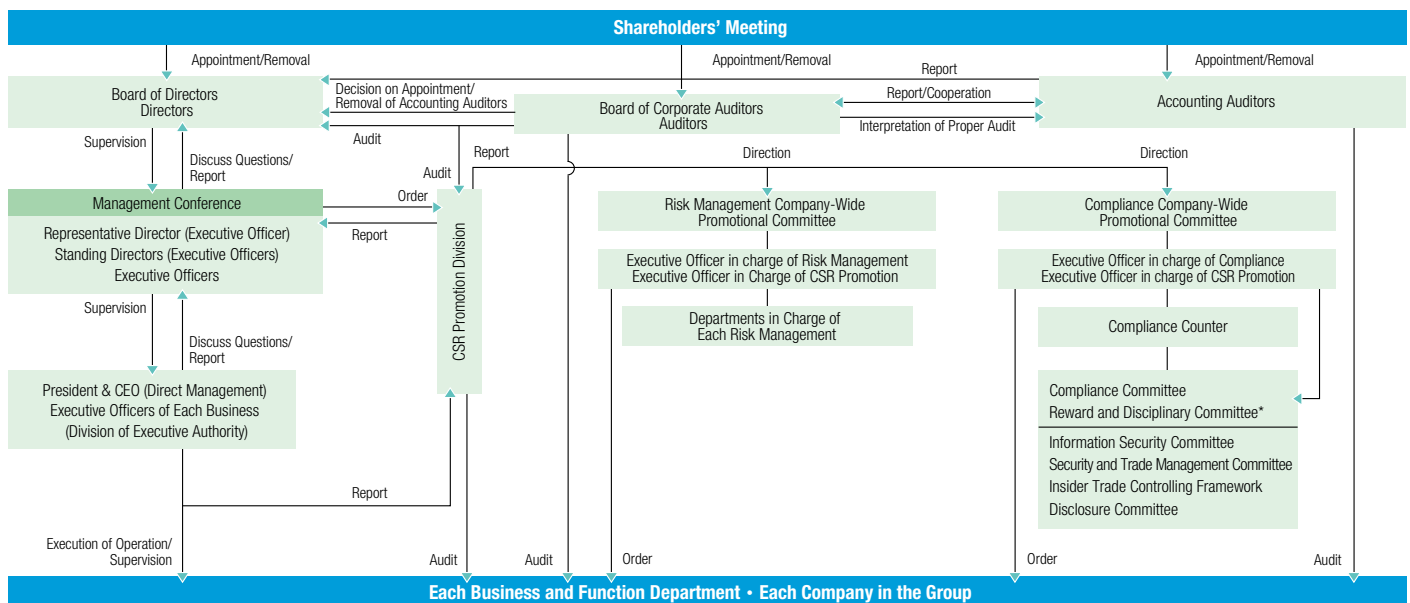 Shareholders' Meeting
Appointment/Removal
Appointment/Removal
Appointment/Removal
Report
Board of Directors
Directors
Decision on Appointment/
Removal of Accounting Auditors
Audit
Board of Corporate Auditors
Auditors
Report/Cooperation
Interpretation of Proper Audit
Accounting Auditors
Supervision
Discuss Questions/
Report
Audit
Report
Direction
Direction
Management Conference
Representative Director (Executive Officer)
Standing Directors (Executive Officers)
Executive Officers
Order
Report
CSR Promotion Division
Risk Management Company-Wide
Promotional Committee
Executive Officer in charge of Risk Management
Executive Officer in Charge of CSR Promotion
Departments in Charge of
Each Risk Management
Compliance Company-Wide
Promotional Committee
Executive Officer in charge of Compliance
Executive Officer in charge of CSR Promotion
Compliance Counter
Compliance Committee
Reward and Disciplinary Committee*
Information Security Committee
Security and Trade Management Committee
Insider Trade Controlling Framework
Disclosure Committee
Supervision
Discuss Questions/
Report
President & CEO (Direct Management)
Executive Officers of Each Business
(Division of Executive Authority)
Report
Execution of Operation/
Supervision
Audit
Audit
Order
Order
Audit
Each Business and Function Department • Each Company in the Group